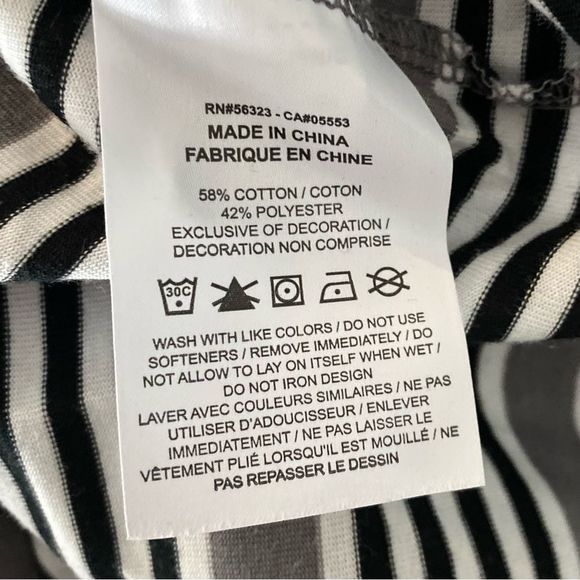 RN#56323 - CA#05553
MADE IN CHINA
FABRIQUE EN CHINE
58% COTTON / COTON
42% POLYESTER
EXCLUSIVE OF DECORATION /
DECORATION NON COMPRISE
30C
WASH WITH LIKE COLORS / DO NOT USE
SOFTENERS / REMOVE IMMEDIATELY / DO
NOT ALLOW TO LAY ON ITSELF WHEN WET /
DO NOT IRON DESIGN
LAVER AVEC COULEURS SIMILAIRES / NE PAS
UTILISER D'ADOUCISSEUR / ENLEVER
IMMEDIATEMENT / NE PAS LAISSER LE
VÊTEMENT PLIÉ LORSQU'IL EST MOUILLÉ / NE
PAS REPASSER LE DESSIN